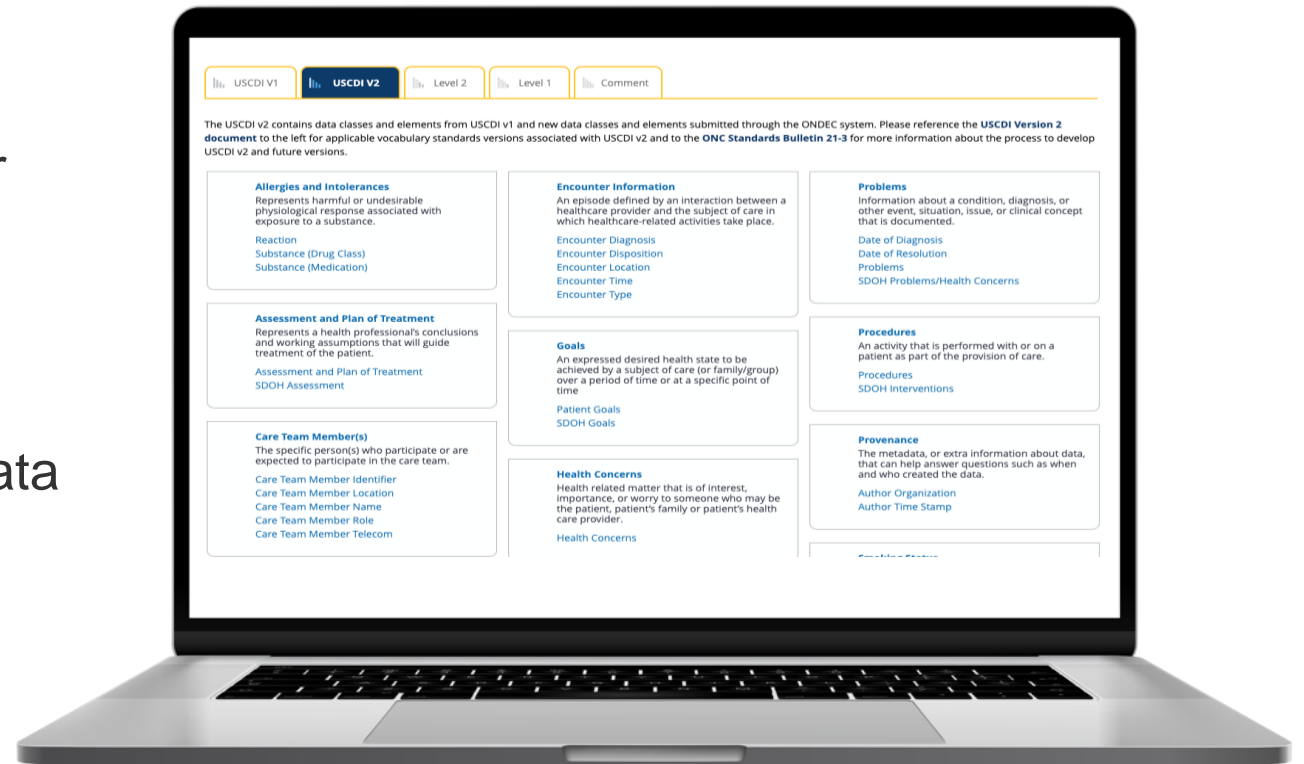 r
ata
USCDI V1
USCDI V2
Level 2
Level 1
Comment
The USCDI v2 contains data classes and elements from USCDI v1 and new data classes and elements submitted through the ONDEC system. Please reference the USCDI Version 2
document to the left for applicable vocabulary standards versions associated with USCDI v2 and to the ONC Standards Bulletin 21-3 for more information about the process to develop
USCDI v2 and future versions.
Allergies and Intolerances
Represents harmful or undesirable
physiological response associated with
exposure to a substance.
Reaction
Substance (Drug Class)
Substance (Medication)
Assessment and Plan of Treatment
Represents a health professional's conclusions
and working assumptions that will guide
treatment of the patient.
Assessment and Plan of Treatment
SDOH Assessment
Care Team Member(s)
The specific person(s) who participate or are
expected to participate in the care team.
Care Team Member Identifier
Care Team Member Location
Care Team Member Name
Care Team Member Role
Care Team Member Telecom
Encounter Information
An episode defined by an interaction between a
healthcare provider and the subject of care in
which healthcare-related activities take place.
Encounter Diagnosis
Encounter Disposition
Encounter Location
Encounter Time
Encounter Type
Goals
An expressed desired health state to be
achieved by a subject of care (or family/group)
over a period of time or at a specific point of
time
Patient Goals
SDOH Goals
Health Concerns
Health related matter that is of interest,
importance, or worry to someone who may be
the patient, patient's family or patient's health
care provider.
Health Concerns
Problems
Information about a condition, diagnosis, or
other event, situation, issue, or clinical concept
that is documented.
Date of Diagnosis
Date of Resolution
Problems
SDOH Problems/Health Concerns
Procedures
An activity that is performed with or on a
patient as part of the provision of care.
Procedures
SDOH Interventions
Provenance
The metadata, or extra information about data,
that can help answer questions such as when
and who created the data.
Author Organization
Author Time Stamp
Smoking Status